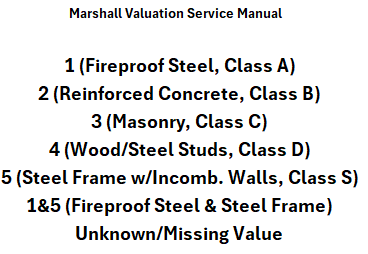 Marshall Valuation Service Manual
1 (Fireproof Steel, Class A)
2 (Reinforced Concrete, Class B)
3 (Masonry, Class C)
4 (Wood/Steel Studs, Class D)
5 (Steel Frame w/Incomb. Walls, Class S)
1&5 (Fireproof Steel & Steel Frame)
Unknown/Missing Value